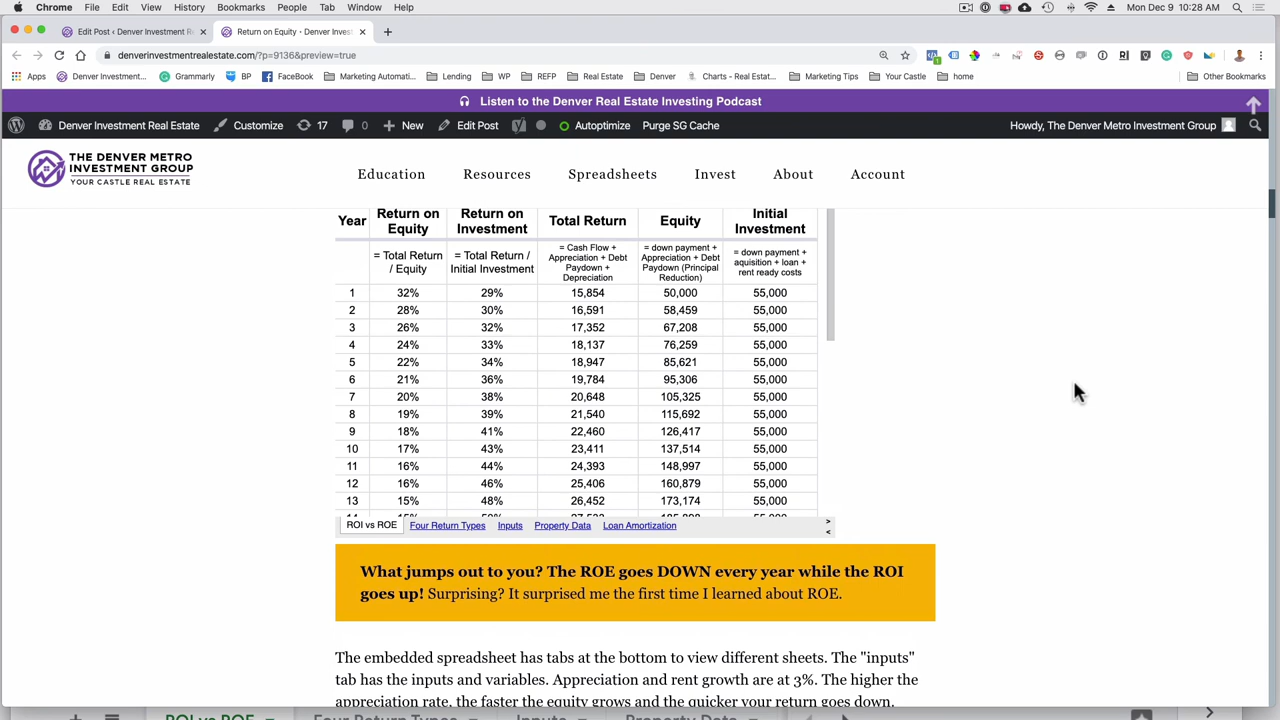 Chrome File Edit View History Bookmarks People Tab Window Help Mon Dec 9 10:28 AM
Edit Post ‹ Denver Investment R Return on Equity - Denver Inves
denverinvestmentrealestate.com/?p=9136&preview=true
Apps Denver Investment... Grammarly BP FaceBook Marketing Automati... Lending WP REFP Real Estate Denver Charts - Real Estat... Marketing Tips Your Castle home Other Bookmarks
Listen to the Denver Real Estate Investing Podcast
Denver Investment Real Estate Customize 17 0 New Edit Post Autoptimize Purge SG Cache Howdy, The Denver Metro Investment Group
THE DENVER METRO
INVESTMENT GROUP
YOUR CASTLE REAL ESTATE
Education Resources Spreadsheets Invest About Account
Year Return on Equity Return on Investment Total Return Equity Initial Investment
= Total Return / Equity = Total Return / Initial Investment = Cash Flow + Appreciation + Debt Paydown + Depreciation = down payment + Appreciation + Debt Paydown (Principal Reduction) = down payment + aquisition + loan + rent ready costs
1 32% 29% 15,854 50,000 55,000
2 28% 30% 16,591 58,459 55,000
3 26% 32% 17,352 67,208 55,000
4 24% 33% 18,137 76,259 55,000
5 22% 34% 18,947 85,621 55,000
6 21% 36% 19,784 95,306 55,000
7 20% 38% 20,648 105,325 55,000
8 19% 39% 21,540 115,692 55,000
9 18% 41% 22,460 126,417 55,000
10 17% 43% 23,411 137,514 55,000
11 16% 44% 24,393 148,997 55,000
12 16% 46% 25,406 160,879 55,000
13 15% 48% 26,452 173,174 55,000
ROI vs ROE Four Return Types Inputs Property Data Loan Amortization
What jumps out to you? The ROE goes DOWN every year while the ROI
goes up! Surprising? It surprised me the first time I learned about ROE.
The embedded spreadsheet has tabs at the bottom to view different sheets. The "inputs"
tab has the inputs and variables. Appreciation and rent growth are at 3%. The higher the
appreciation rate, the faster the equity grows and the quicker your return goes down.
ROI vs ROE Four Return Types Inputs Property Data